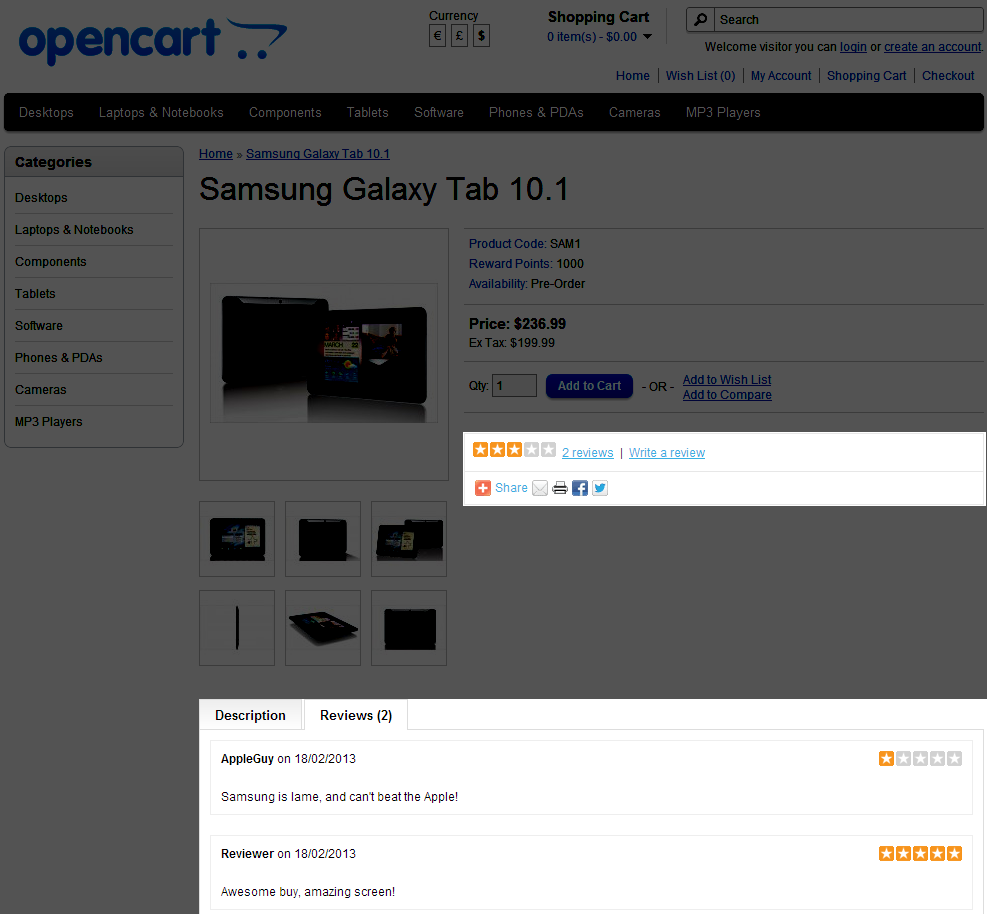 opencart
Currency
€ £ $
Shopping Cart
0 item(s) - $0.00
Search
Welcome visitor you can login or create an account.
Home Wish List (0) My Account Shopping Cart Checkout
Desktops Laptops & Notebooks Components Tablets Software Phones & PDAs Cameras MP3 Players
Categories
Desktops
Laptops & Notebooks
Components
Tablets
Software
Phones & PDAs
Cameras
MP3 Players
Home » Samsung Galaxy Tab 10.1
Samsung Galaxy Tab 10.1
MARCH 22
Product Code: SAM1
Reward Points: 1000
Availability: Pre-Order
Price: $236.99
Ex Tax: $199.99
Qty: 1 Add to Cart - OR - Add to Wish List
Add to Compare
2 reviews | Write a review
Share
Description Reviews (2)
AppleGuy on 18/02/2013
Samsung is lame, and can't beat the Apple!
Reviewer on 18/02/2013
Awesome buy, amazing screen!